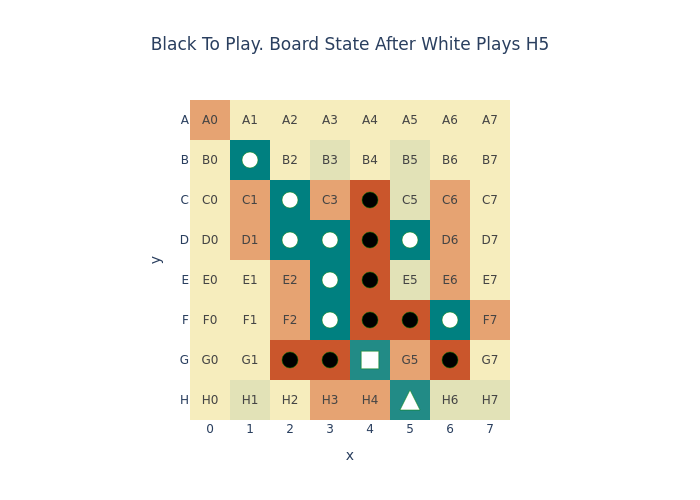 Black To Play. Board State After White Plays H5
A A0 A1 A2 A3 A4 A5 A6 A7
B B0 B2 B3 B4 B5 B6 B7
C C0 C1 C3 C5 C6 C7
D D0 D1 D6 D7
E E0 E1 E2 E5 E6 E7
F F0 F1 F2 F7
G G0 G1 G5 G7
H H0 H1 H2 H3 H4 H6 H7
0 1 2 3 4 5 6 7
x
y